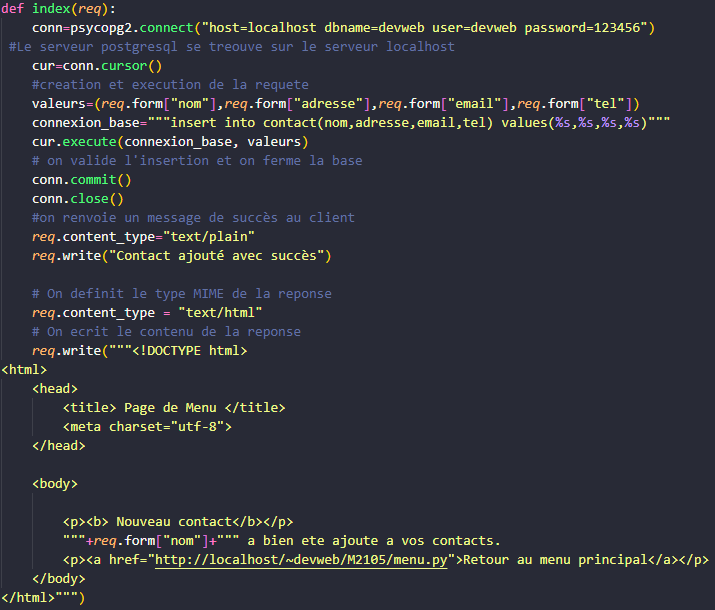 def index(req):
conn=psycopg2.connect("host=localhost dbname=devweb user=devweb password=123456")
#Le serveur postgresql se treouve sur le serveur localhost
cur=conn.cursor()
#creation et execution de la requete
valeurs=(req.form["nom"],req.form["adresse"],req.form["email"],req.form["tel"])
connexion_base="""insert into contact(nom,adresse,email,tel) values(%s,%s,%s,%s)"""
cur.execute(connexion_base, valeurs)
# on valide l'insertion et on ferme la base
conn.commit()
conn.close()
#on renvoie un message de succès au client
req.content_type="text/plain"
req.write("Contact ajouté avec succès")
# On definit le type MIME de la reponse
req.content_type = "text/html"
# On ecrit le contenu de la reponse
req.write("""<!DOCTYPE html>
<html>
<head>
<title> Page de Menu </title>
<meta charset="utf-8">
</head>
<body>
<p><b> Nouveau contact</b></p>
"""+req.form["nom"]+""" a bien ete ajoute a vos contacts.
<p><a href="http://localhost/~devweb/M2105/menu.py">Retour au menu principal</a></p>
</body>
</html>""")